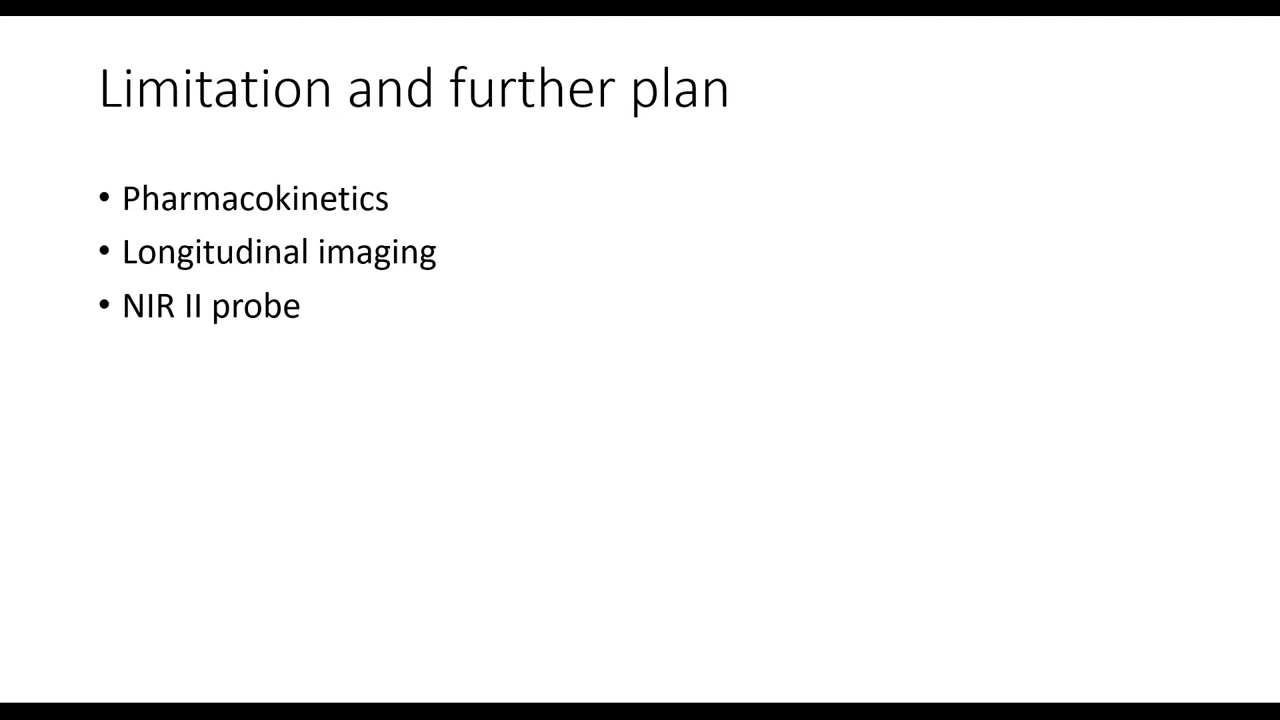 Limitation and further plan
• Pharmacokinetics
• Longitudinal imaging
• NIR II probe